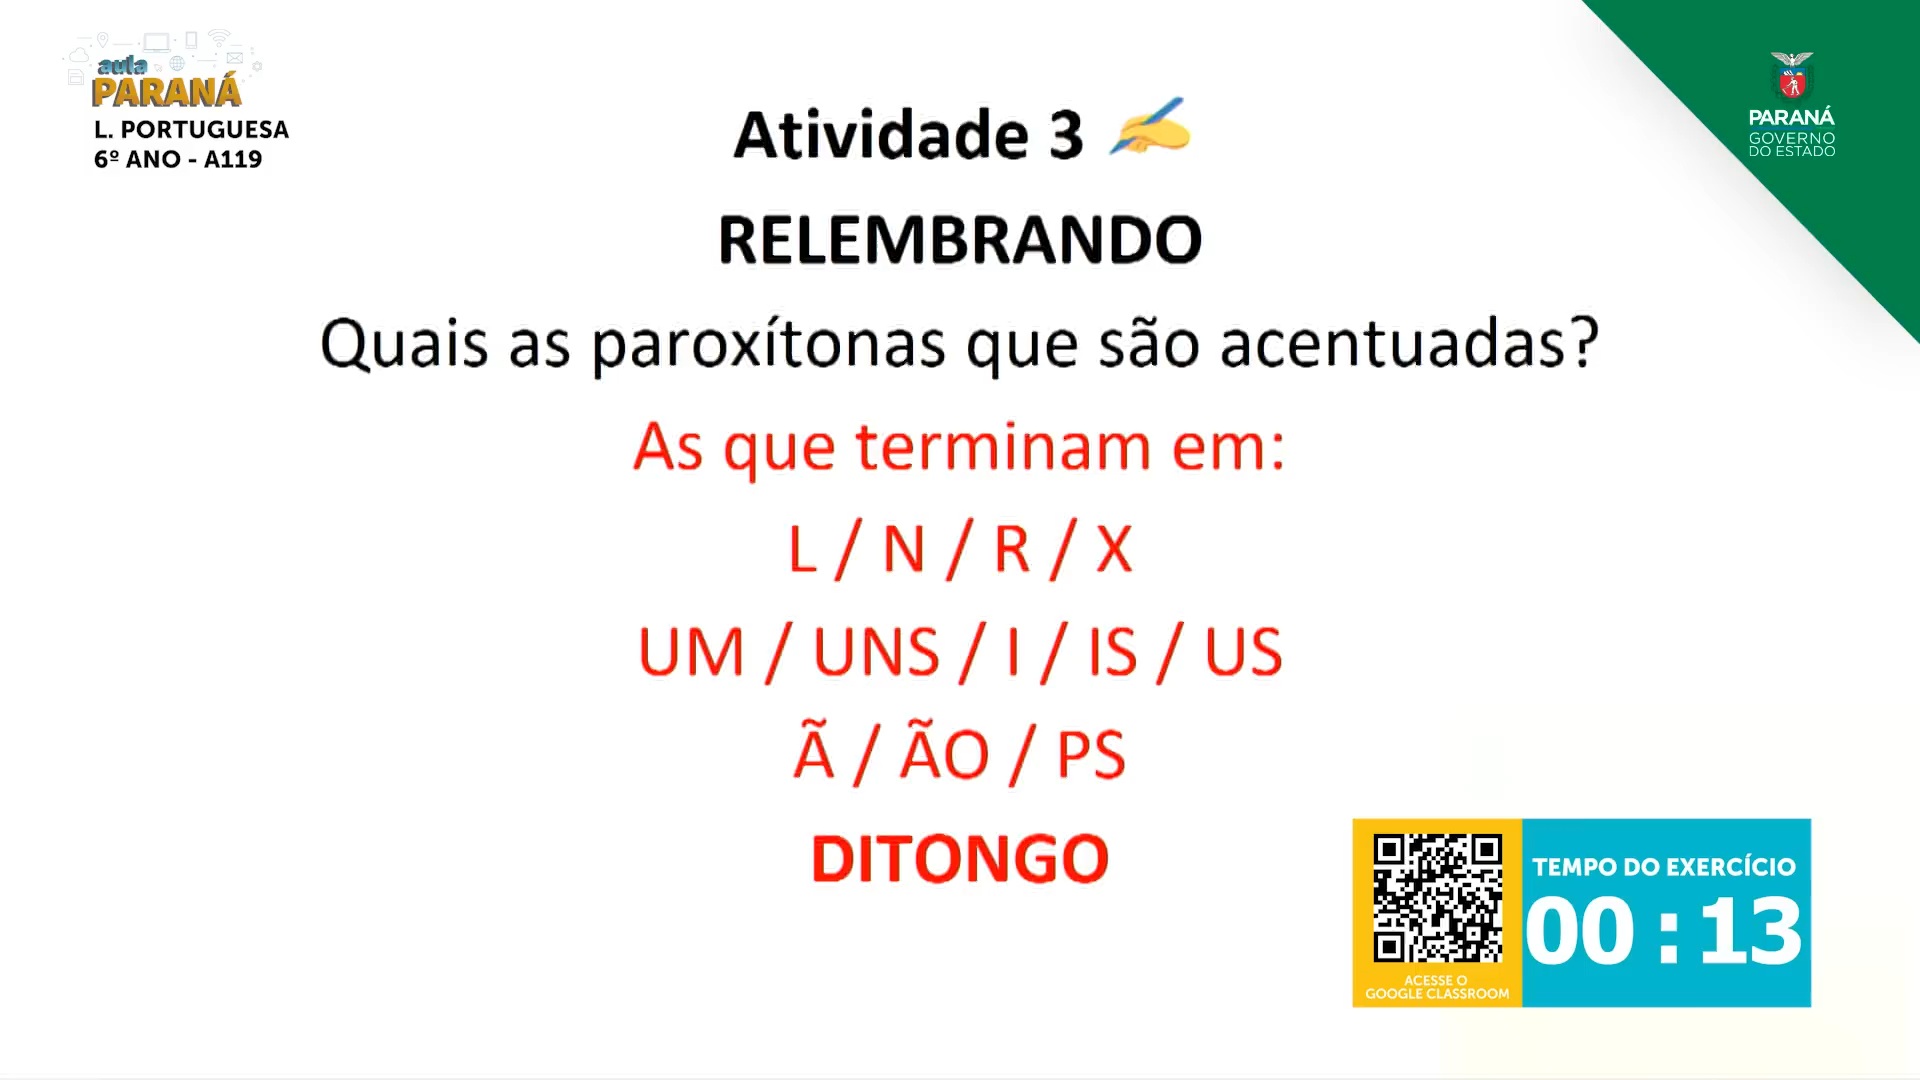 aula
PARANÁ
L. PORTUGUESA
6º ANO - A119
PARANÁ
GOVERNO
DO ESTADO
Atividade 3
RELEMBRANDO
Quais as paroxítonas que são acentuadas?
As que terminam em:
L / N / R / X
UM / UNS / I / IS / US
Ã / ÃO / PS
DITONGO
TEMPO DO EXERCÍCIO
00 : 13
ACESSE O
GOOGLE CLASSROOM